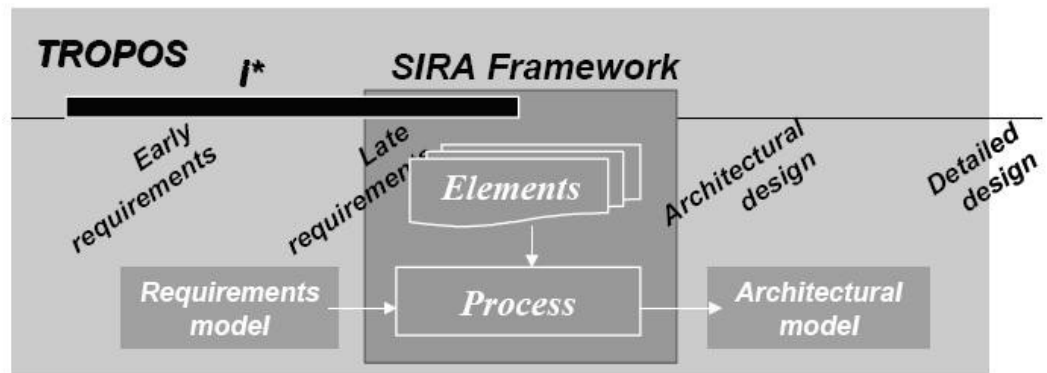 TROPOS
i*
SIRA Framework
Early
requirements
Late
requirements
Elements
Architectural
design
Detailed
design
Requirements
model
Process
Architectural
model